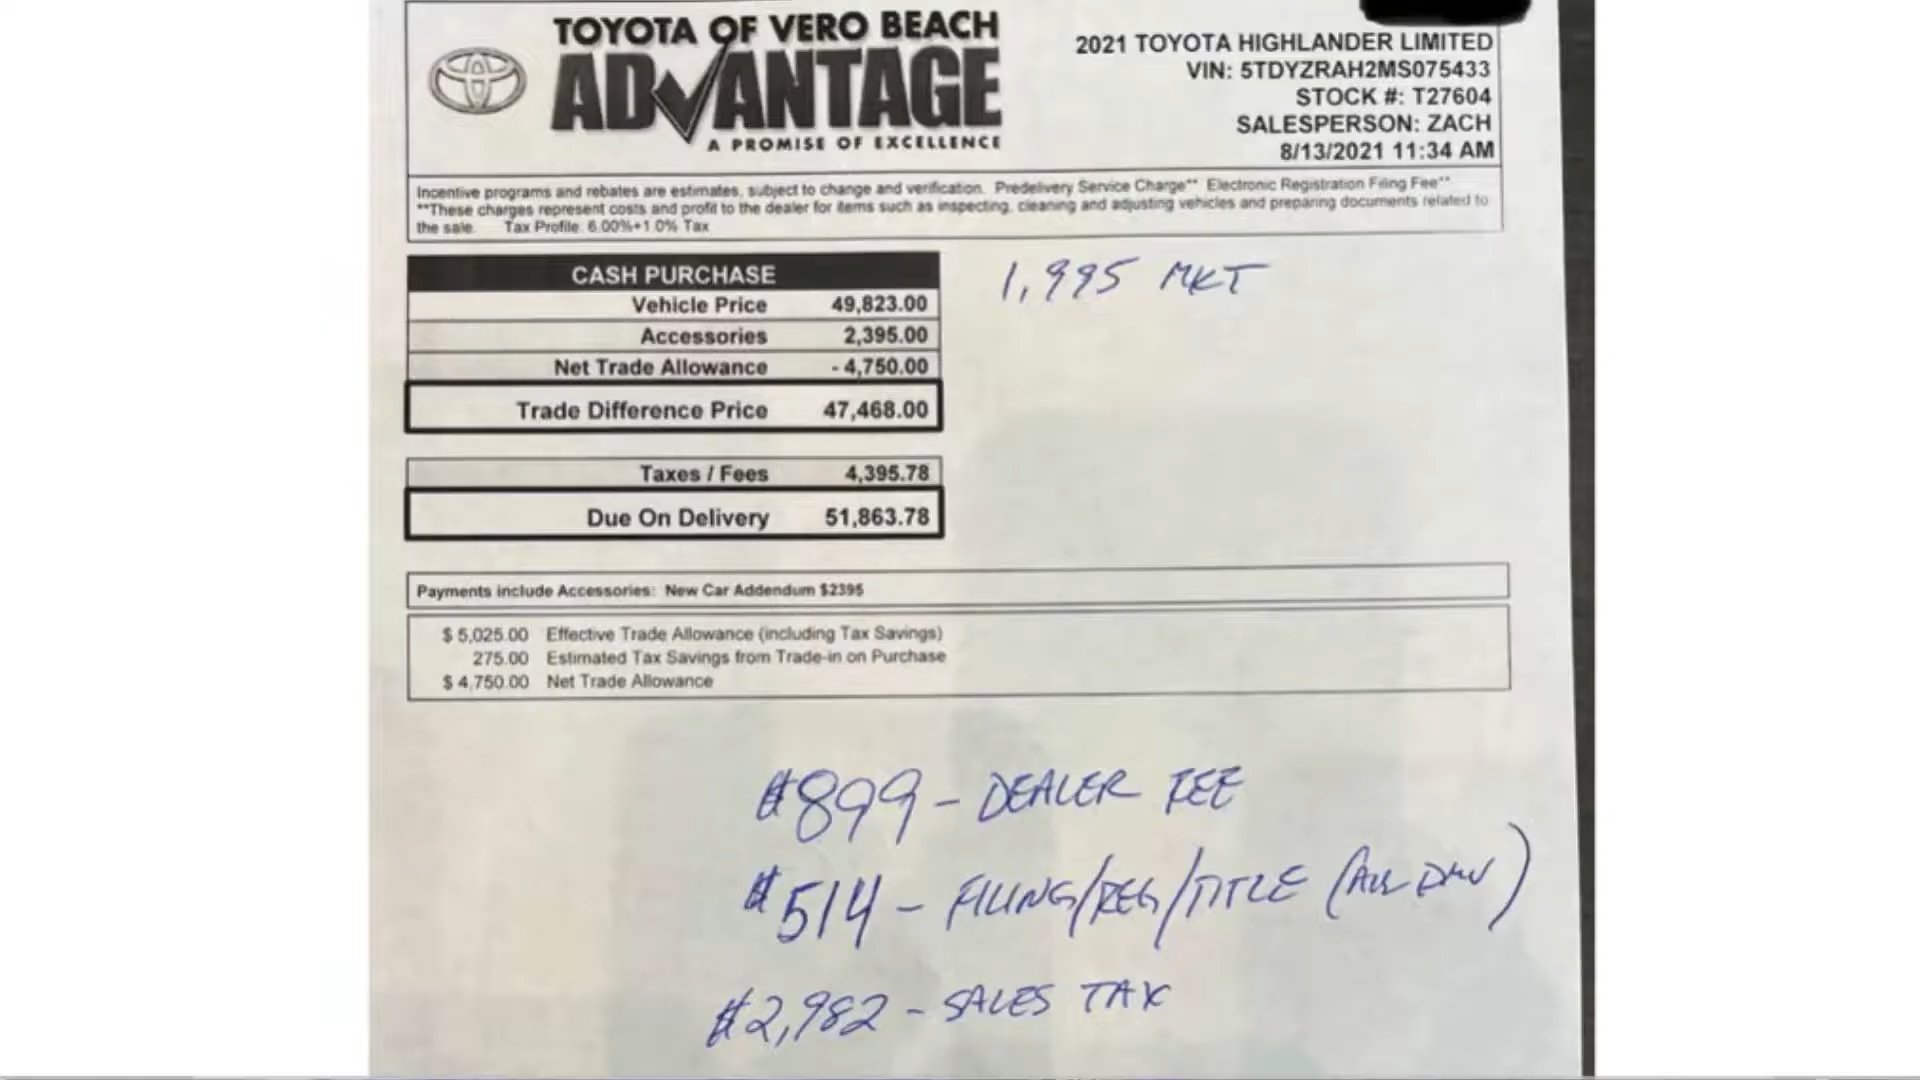 TOYOTA OF VERO BEACH
ADVANTAGE
A PROMISE OF EXCELLENCE
2021 TOYOTA HIGHLANDER LIMITED
VIN: 5TDYZRAH2MS075433
STOCK #: T27604
SALESPERSON: ZACH
8/13/2021 11:34 AM
Incentive programs and rebates are estimates, subject to change and verification. Predelivery Service Charge** Electronic Registration Filing Fee**
**These charges represent costs and profit to the dealer for items such as inspecting, cleaning and adjusting vehicles and preparing documents related to
the sale. Tax Profile: 6.00%+1.0% Tax
CASH PURCHASE
Vehicle Price 49,823.00
Accessories 2,395.00
Net Trade Allowance - 4,750.00
Trade Difference Price 47,468.00
1,995 MKT
Taxes / Fees 4,395.78
Due On Delivery 51,863.78
Payments include Accessories: New Car Addendum $2395
$ 5,025.00 Effective Trade Allowance (including Tax Savings)
275.00 Estimated Tax Savings from Trade-in on Purchase
$ 4,750.00 Net Trade Allowance
$899 - DEALER FEE
$514 - FILING/REG/TITLE (ALL DMV)
$2,982 - SALES TAX